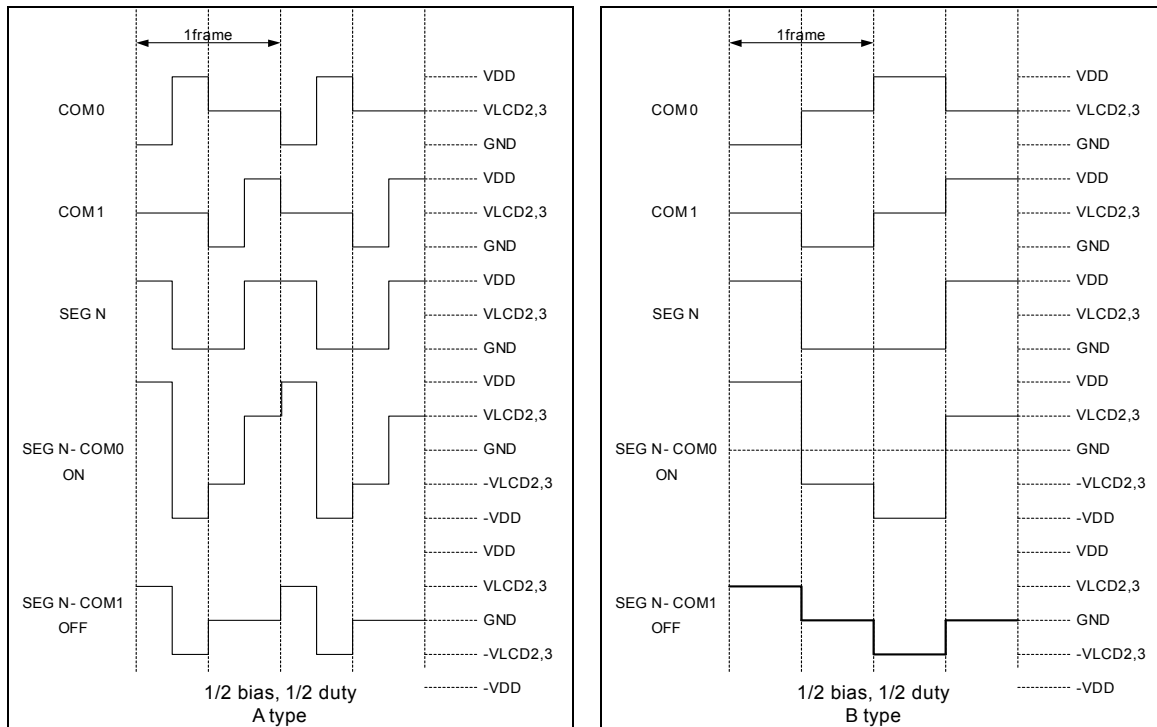 1frame
VDD
COM0
VLCD2,3
GND
VDD
COM1
VLCD2,3
GND
VDD
SEG N
VLCD2,3
GND
VDD
VLCD2,3
SEG N- COM0
ON
GND
-VLCD2,3
-VDD
VDD
VLCD2,3
SEG N- COM1
OFF
GND
-VLCD2,3
-VDD
1/2 bias, 1/2 duty
A type
1frame
VDD
COM0
VLCD2,3
GND
VDD
COM1
VLCD2,3
GND
VDD
SEG N
VLCD2,3
GND
VDD
VLCD2,3
SEG N- COM0
ON
GND
-VLCD2,3
-VDD
VDD
VLCD2,3
SEG N- COM1
OFF
GND
-VLCD2,3
-VDD
1/2 bias, 1/2 duty
B type